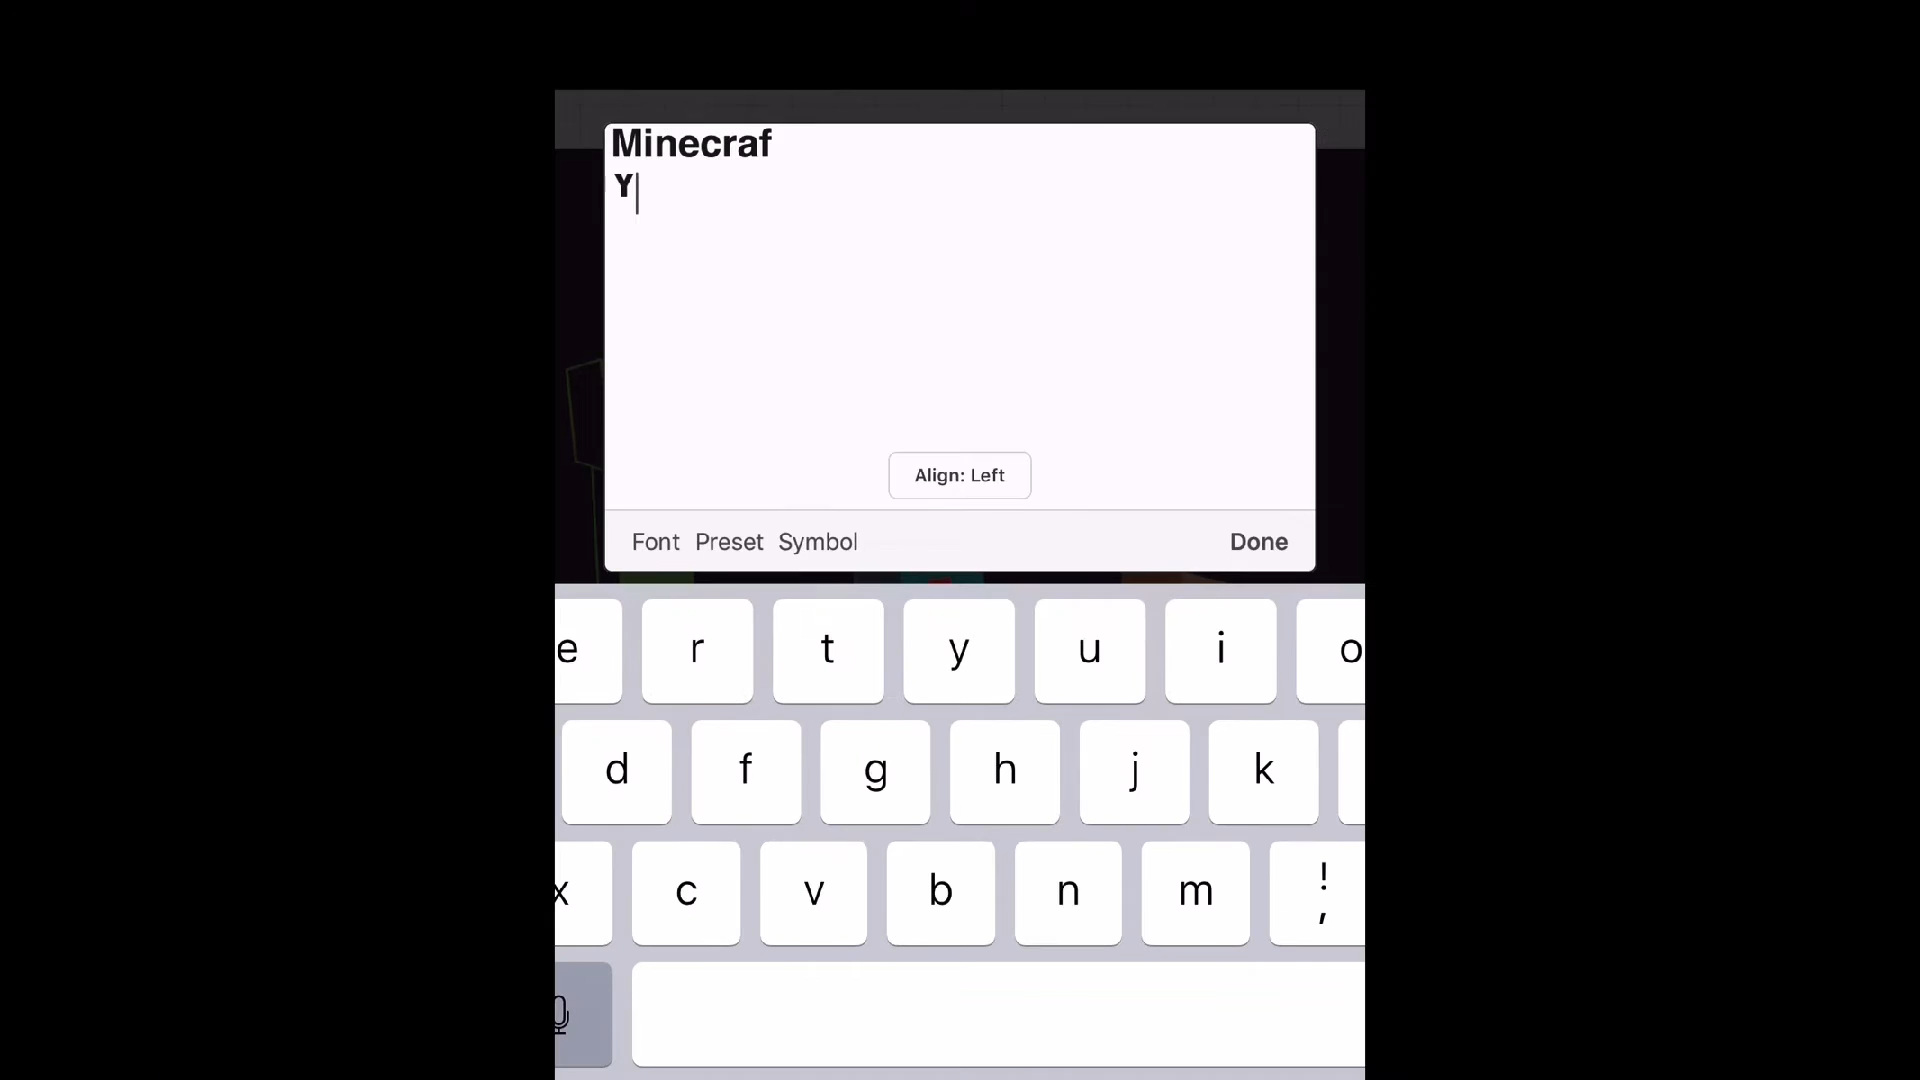 Minecraf
Y
Align: Left
Font Preset Symbol Done
e r t y u i o
d f g h j k
x c v b n m ! ,